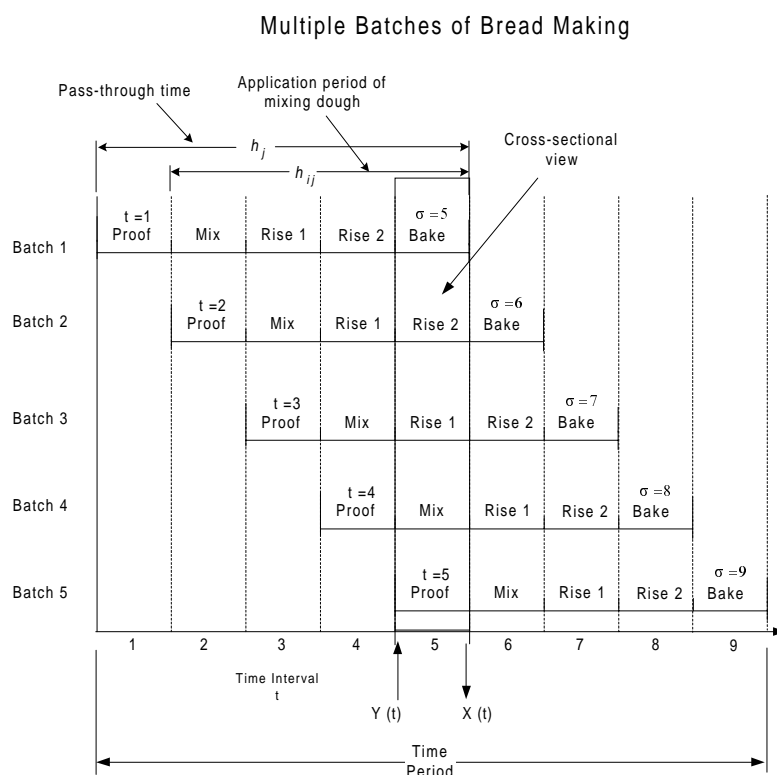 Multiple Batches of Bread Making
Pass-through time
Application period of
mixing dough
Cross-sectional
view
h j
h ij
t =1
σ =5
Batch 1
Proof Mix Rise 1 Rise 2 Bake
t =2
σ =6
Batch 2
Proof Mix Rise 1 Rise 2 Bake
t =3
σ =7
Batch 3
Proof Mix Rise 1 Rise 2 Bake
t =4
σ =8
Batch 4
Proof Mix Rise 1 Rise 2 Bake
t =5
σ =9
Batch 5
Proof Mix Rise 1 Rise 2 Bake
1 2 3 4 5 6 7 8 9
Time Interval
t
Y (t) X (t)
Time
Period